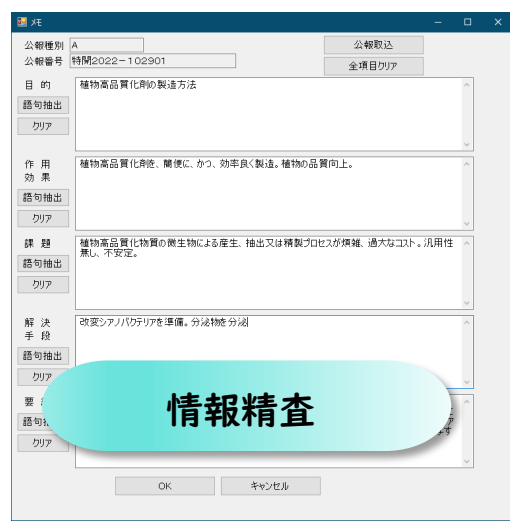 メモ
公報種別 A 公報取込
公報番号 特開2022-102901 全項目クリア
目 的 植物高品質化剤の製造方法
語句抽出
クリア
作 用 植物高品質化剤を、簡便に、かつ、効率良く製造。植物の品質向上。
効 果
語句抽出
クリア
課 題 植物高品質化物質の微生物による産生、抽出又は精製プロセスが煩雑、過大なコスト。汎用性
無し、不安定。
語句抽出
クリア
解 決 改変シアノバクテリアを準備。分泌物を分泌
手 段
語句抽出
クリア
情報精査
要
語句
クリア
OK キャンセル